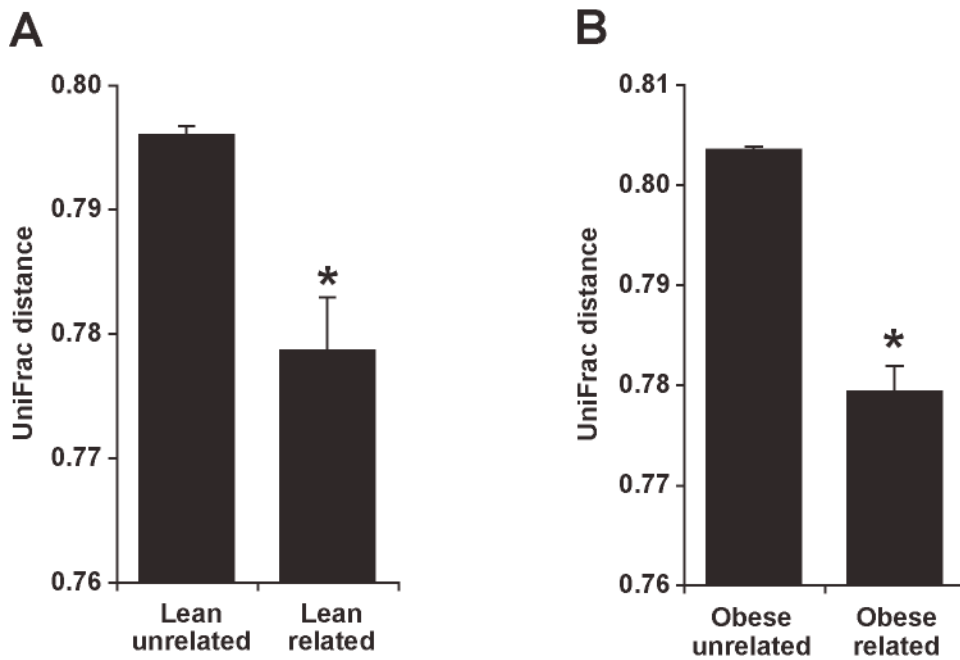 A
UniFrac distance
0.80
0.79
0.78
0.77
0.76
*
Lean
unrelated
Lean
related
B
UniFrac distance
0.81
0.80
0.79
0.78
0.77
0.76
*
Obese
unrelated
Obese
related